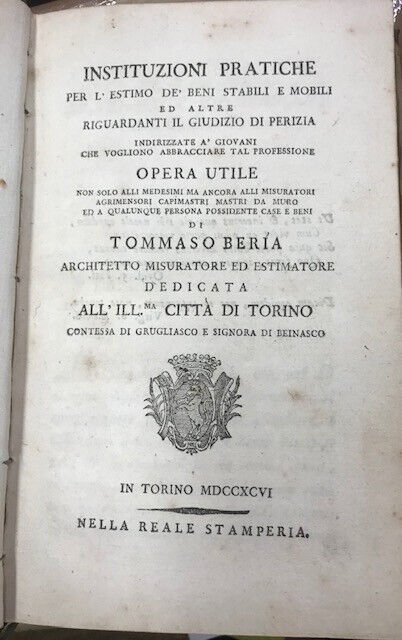 INSTITUZIONI PRATICHE
PER L' ESTIMO DE' BENI STABILI E MOBILI
ED ALTRE
RIGUARDANTI IL GIUDIZIO DI PERIZIA
INDIRIZZATE A' GIOVANI
CHE VOGLIONO ABBRACCIARE TAL PROFESSIONE
OPERA UTILE
NON SOLO ALLI MEDESIMI MA ANCORA ALLI MISURATORI
AGRIMENSORI CAPIMASTRI MASTRI DA MURO
ED A QUALUNQUE PERSONA POSSIDENTE CASE E BENI
DI
TOMMASO BERIA
ARCHITETTO MISURATORE ED ESTIMATORE
DEDICATA
ALL' ILL.MA CITTÀ DI TORINO
CONTESSA DI GRUGLIASCO E SIGNORA DI BEINASCO
IN TORINO MDCCXCVI
NELLA REALE STAMPERIA.